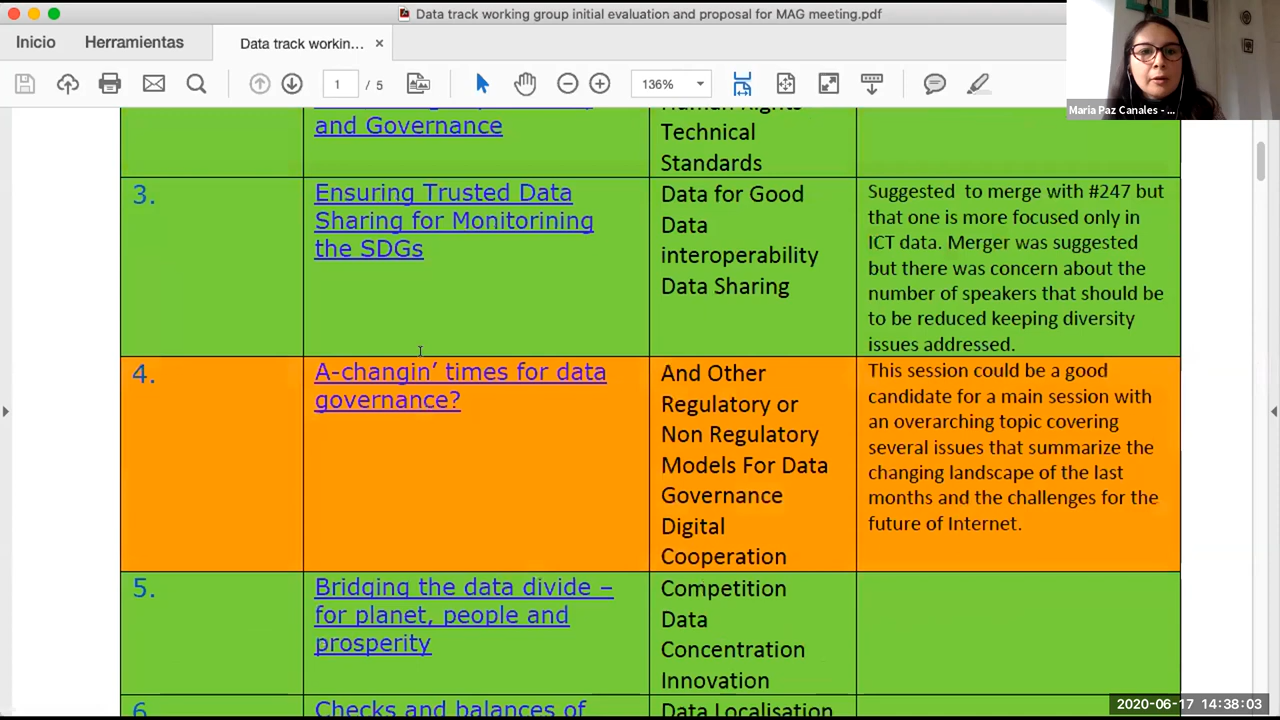 Data track working group initial evaluation and proposal for MAG meeting.pdf
Inicio
Herramientas
Data track workin...
×
1
/ 5
136%
Maria Paz Canales - ...
and Governance
Human Rights
Technical
Standards
3.
Ensuring Trusted Data
Sharing for Monitorining
the SDGs
Data for Good
Data
interoperability
Data Sharing
Suggested to merge with #247 but
that one is more focused only in
ICT data. Merger was suggested
but there was concern about the
number of speakers that should be
to be reduced keeping diversity
issues addressed.
4.
A-changin’ times for data
governance?
And Other
Regulatory or
Non Regulatory
Models For Data
Governance
Digital
Cooperation
This session could be a good
candidate for a main session with
an overarching topic covering
several issues that summarize the
changing landscape of the last
months and the challenges for the
future of Internet.
5.
Bridging the data divide –
for planet, people and
prosperity
Competition
Data
Concentration
Innovation
6.
Checks and balances of
Data Localisation
2020-06-17 14:38:03